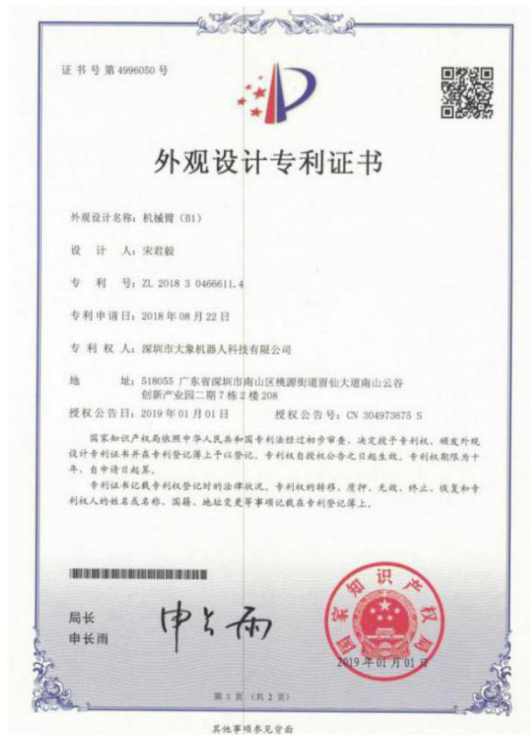 证书号第4996050号
外观设计专利证书
外观设计名称：机械臂（B1）
设计人：宋君毅
专利号：ZL 2018 3 0466611.4
专利申请日：2018年08月22日
专利权人：深圳市大象机器人科技有限公司
地址：518055 广东省深圳市南山区桃源街道留仙大道南山云谷
创新产业园二期7栋2楼208
授权公告日：2019年01月01日 授权公告号：CN 304973675 S
国家知识产权局依照中华人民共和国专利法经过初步审查，决定授予专利权，颁发外观
设计专利证书并在专利登记簿上予以登记。专利权自授权公告之日起生效。专利权期限为十
年，自申请日起算。
专利证书记载专利权登记时的法律状况。专利权的转移、质押、无效、终止、恢复和专
利权人的姓名或名称、国籍、地址变更等事项记载在专利登记簿上。
局长
申长雨
申长雨
国家知识产权局
2019年01月01日
第1页（共2页）
其他事项参见背面